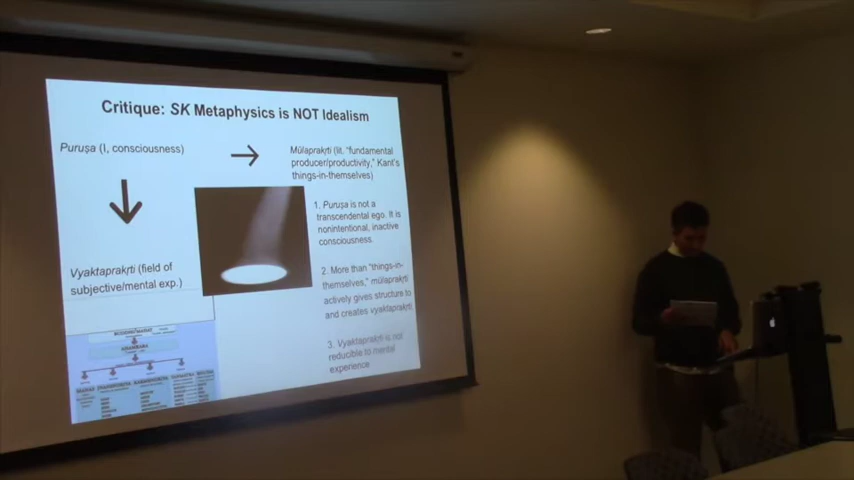 Critique: SK Metaphysics is NOT Idealism
Puruṣa (I, consciousness)
Mūlaprakṛti (lit. "fundamental
producer/productivity," Kant's
things-in-themselves)
1. Puruṣa is not a
transcendental ego. It is
nonintentional, inactive
consciousness.
Vyaktaprakṛti (field of
subjective/mental exp.)
2. More than "things-in-
themselves," mūlaprakṛti
actively gives structure to
and creates vyaktaprakṛti
3. Vyaktaprakṛti is not
reducible to mental
experience
AHAMKARA